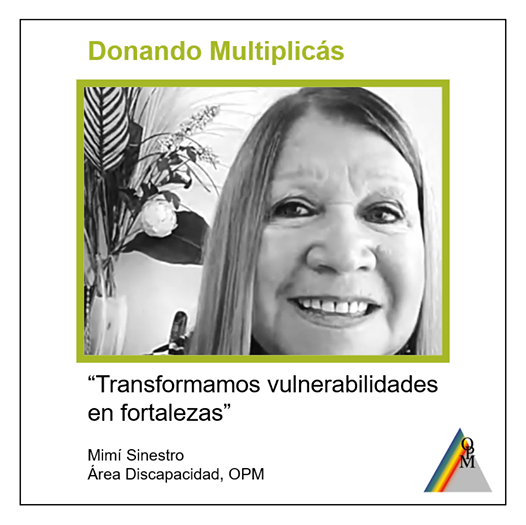 Donando Multiplicás
“Transformamos vulnerabilidades
en fortalezas”
Mimí Sinestro
Área Discapacidad, OPM
OPM